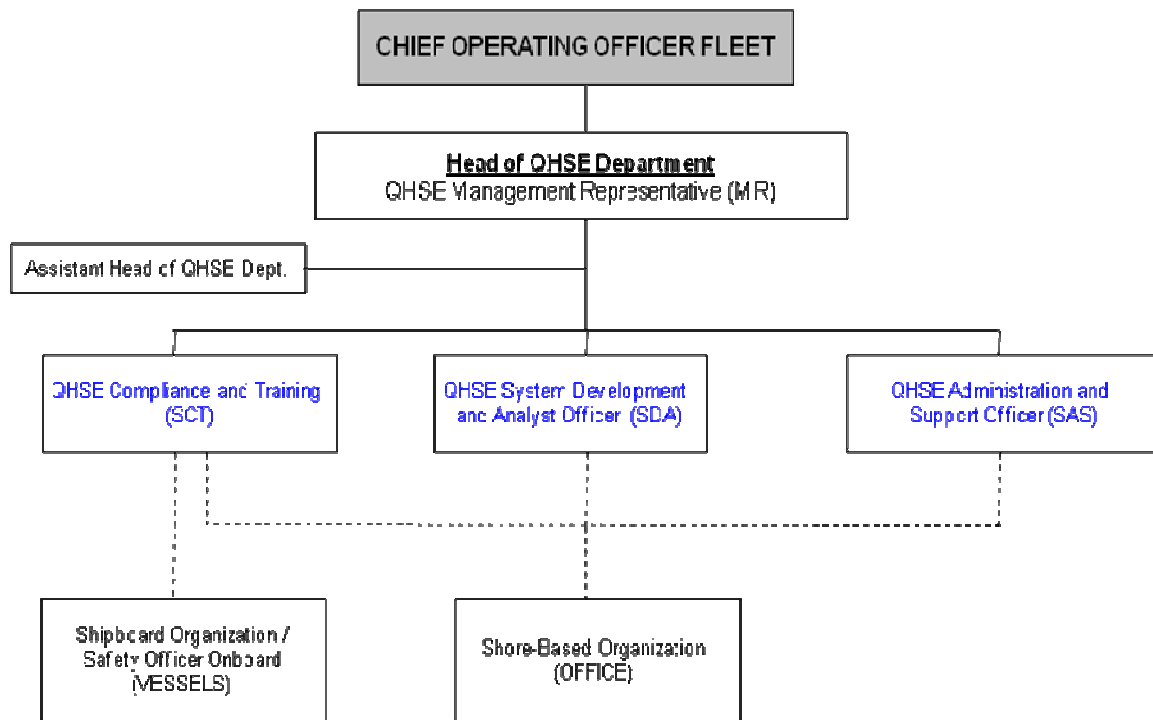 CHIEF OPERATING OFFICER FLEET
Head of QHSE Department
QHSE Management Representative (MR)
Assistant Head of QHSE Dept.
QHSE Compliance and Training
(SCT)
QHSE System Development
and Analyst Officer (SDA)
QHSE Administration and
Support Officer (SAS)
Shipboard Organization /
Safety Officer Onboard
(VESSELS)
Shore-Based Organization
(OFFICE)